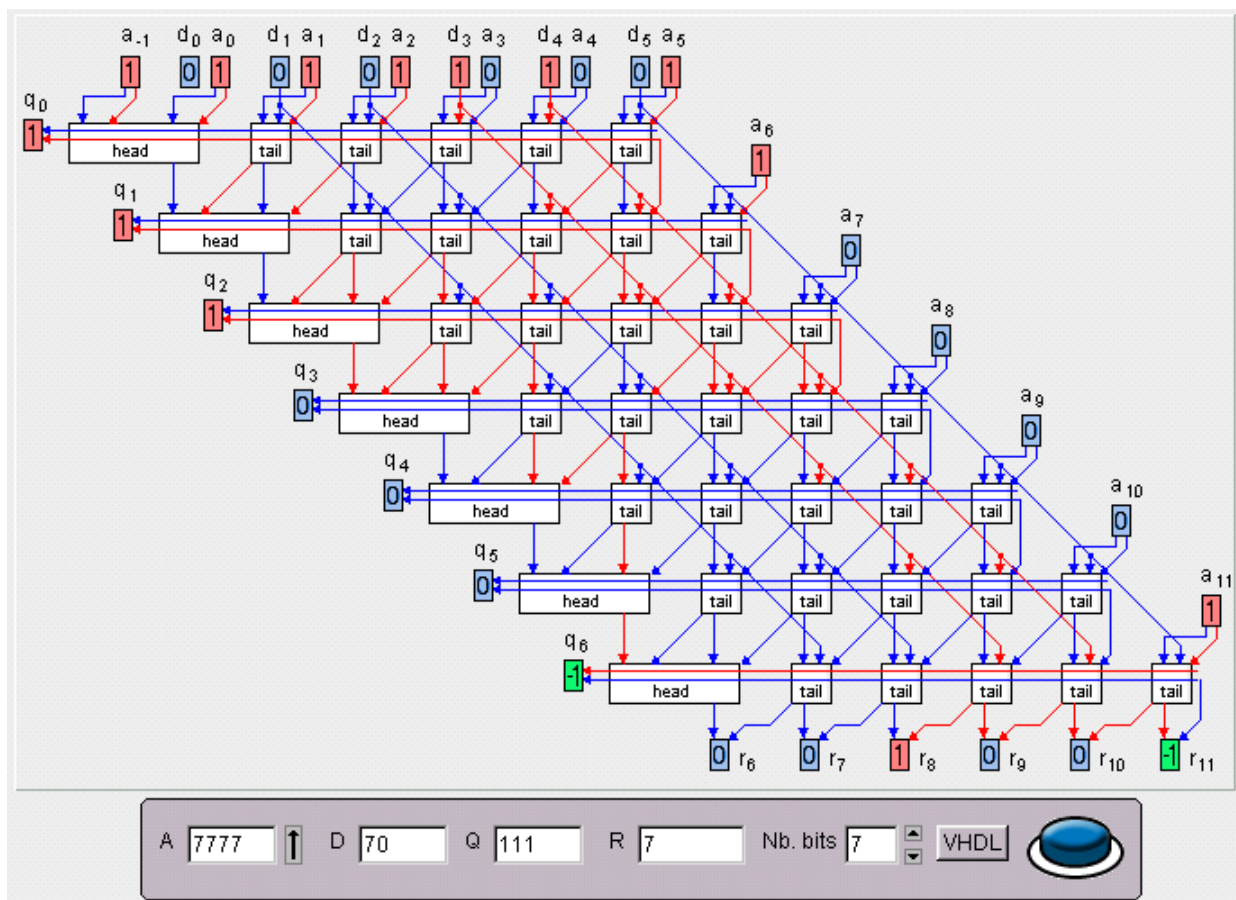 a-1 d0 a0 d1 a1 d2 a2 d3 a3 d4 a4 d5 a5
1 0 1 0 1 0 1 1 0 1 0 0 1
q0
1
head tail tail tail tail tail
a6
1
q1
1
head tail tail tail tail tail
a7
0
q2
1
head tail tail tail tail tail
a8
0
q3
0
head tail tail tail tail tail
a9
0
q4
0
head tail tail tail tail tail
a10
0
q5
0
head tail tail tail tail tail
a11
1
q6
-1
head tail tail tail tail tail
0 r6 0 r7 1 r8 0 r9 0 r10 -1 r11
A 7777 D 70 Q 111 R 7 Nb. bits 7 VHDL